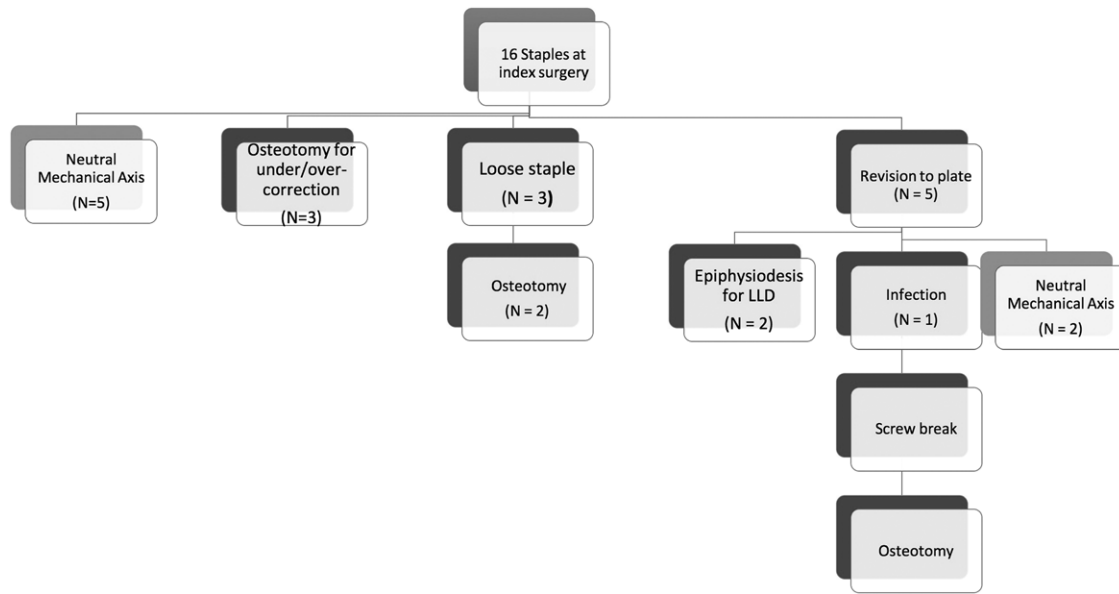 16 Staples at
index surgery
Neutral
Mechanical Axis
(N=5)
Osteotomy for
under/over-
correction
(N=3)
Loose staple
(N = 3)
Revision to plate
(N = 5)
Osteotomy
(N = 2)
Epiphysiodesis
for LLD
(N = 2)
Infection
(N = 1)
Neutral
Mechanical Axis
(N = 2)
Screw break
Osteotomy